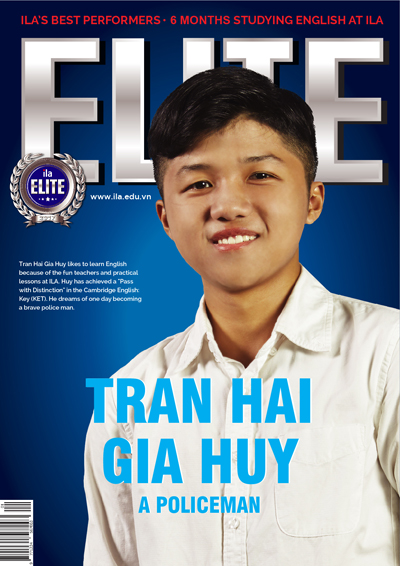 ILA'S BEST PERFORMERS • 6 MONTHS STUDYING ENGLISH AT ILA
ELITE
ila
ELITE
www.ila.edu.vn
Tran Hai Gia Huy likes to learn English
because of the fun teachers and practical
lessons at ILA. Huy has achieved a "Pass
with Distinction" in the Cambridge English:
Key (KET). He dreams of one day becoming
a brave police man.
TRAN HAI
GIA HUY
A POLICEMAN